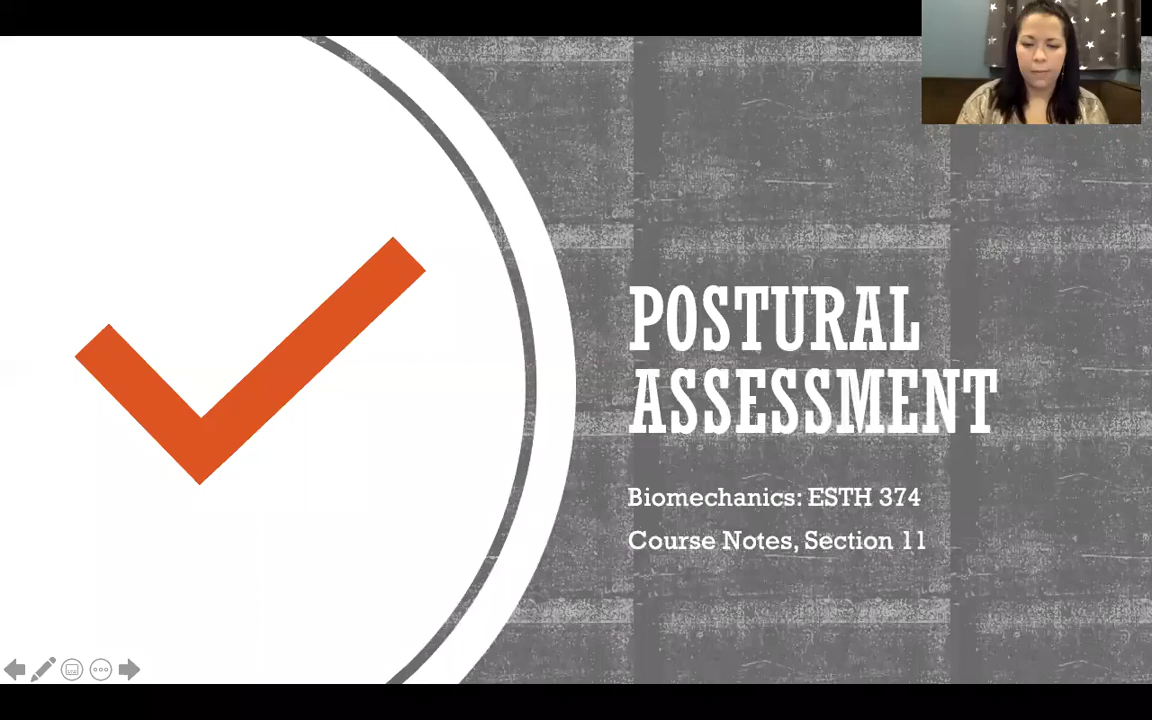 POSTURAL
ASSESSMENT
Biomechanics: ESTH 374
Course Notes, Section 11